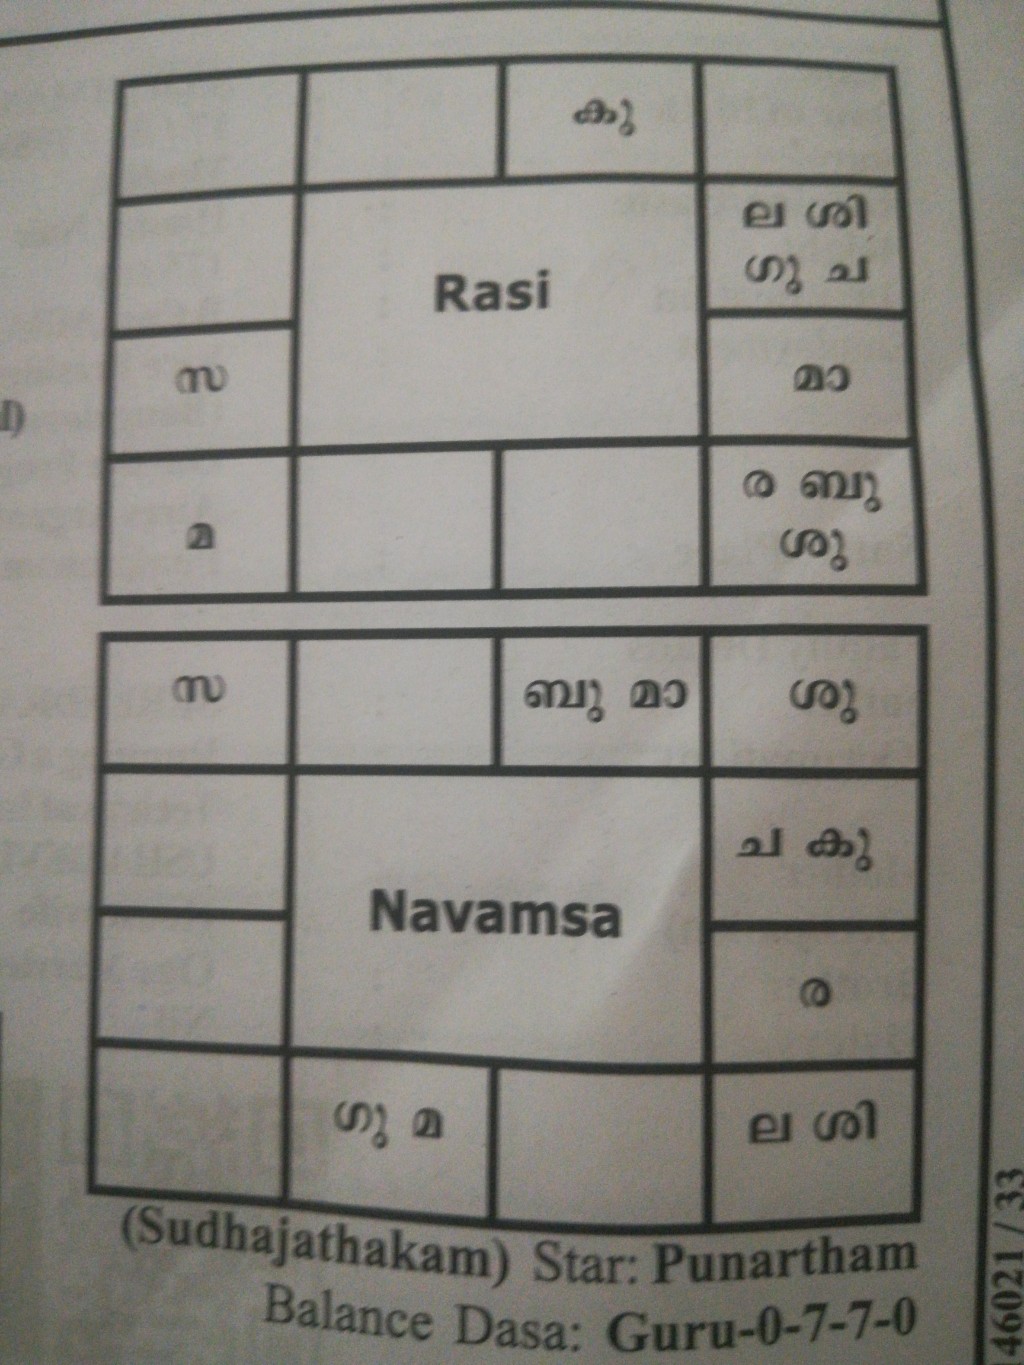 കു
ല ശി
ഗു ച
Rasi
സ
മാ
മ
ര ബു
ശു
സ
ബു മാ
ശു
ച കു
Navamsa
ര
ഗു മ
ല ശി
(Sudhajathakam) Star: Punartham
Balance Dasa: Guru-0-7-7-0
46021 / 33